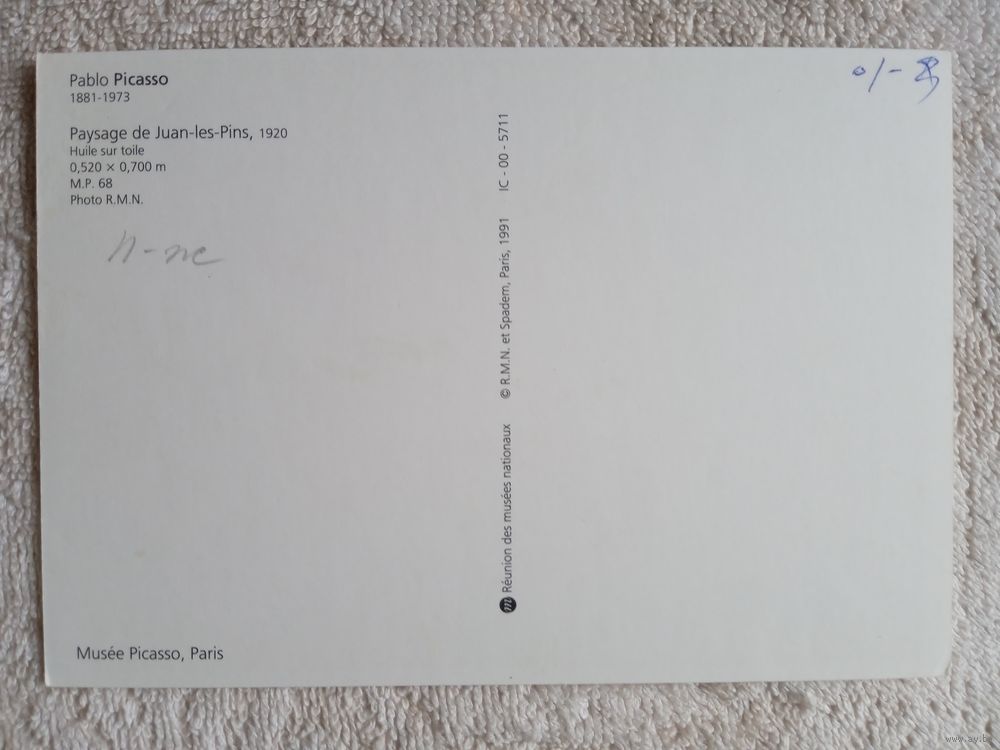 Pablo Picasso
1881-1973
Paysage de Juan-les-Pins, 1920
Huile sur toile
0,520 × 0,700 m
M.P. 68
Photo R.M.N.
Musée Picasso, Paris
m Réunion des musées nationaux © R.M.N. et Spadem, Paris, 1991 IC - 00 - 5711